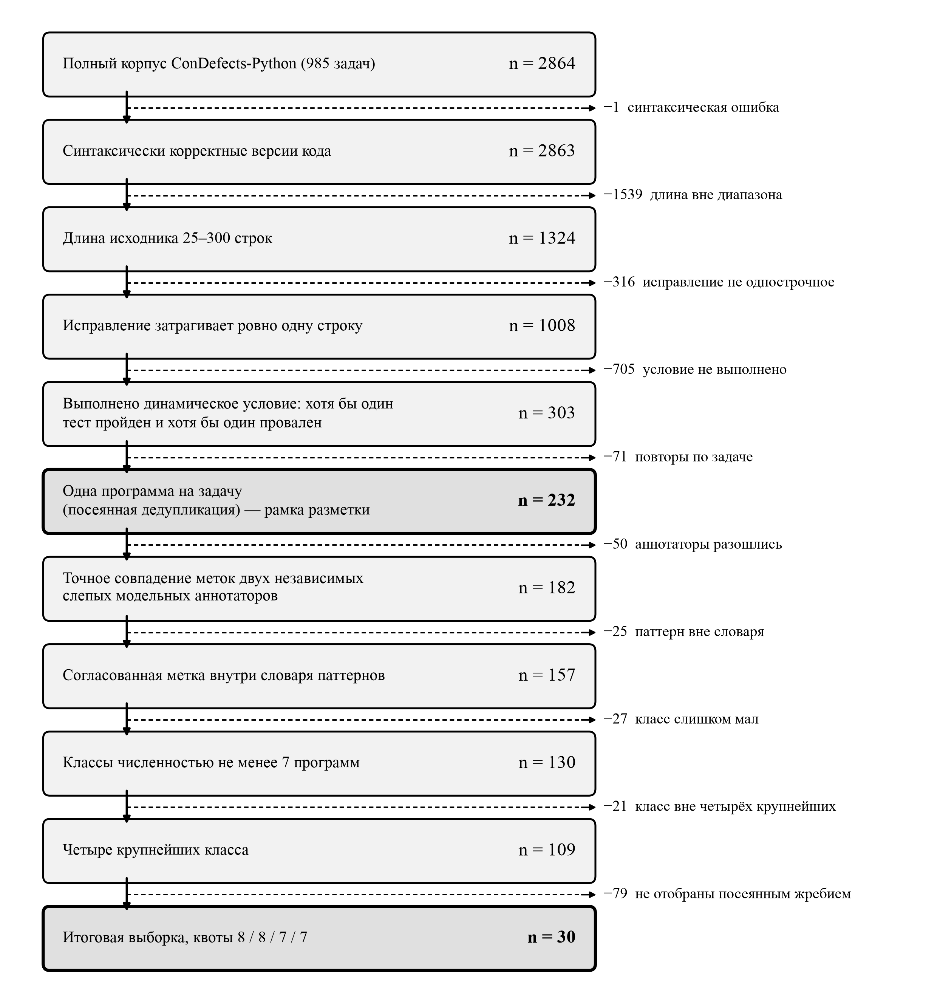 Полный корпус ConDefects-Python (985 задач) n = 2864
−1 синтаксическая ошибка
Синтаксически корректные версии кода n = 2863
−1539 длина вне диапазона
Длина исходника 25–300 строк n = 1324
−316 исправление не однострочное
Исправление затрагивает ровно одну строку n = 1008
−705 условие не выполнено
Выполнено динамическое условие: хотя бы один
тест пройден и хотя бы один провален n = 303
−71 повторы по задаче
Одна программа на задачу
(посеянная дедупликация) — рамка разметки n = 232
−50 аннотаторы разошлись
Точное совпадение меток двух независимых
слепых модельных аннотаторов n = 182
−25 паттерн вне словаря
Согласованная метка внутри словаря паттернов n = 157
−27 класс слишком мал
Классы численностью не менее 7 программ n = 130
−21 класс вне четырёх крупнейших
Четыре крупнейших класса n = 109
−79 не отобраны посеянным жребием
Итоговая выборка, квоты 8 / 8 / 7 / 7 n = 30